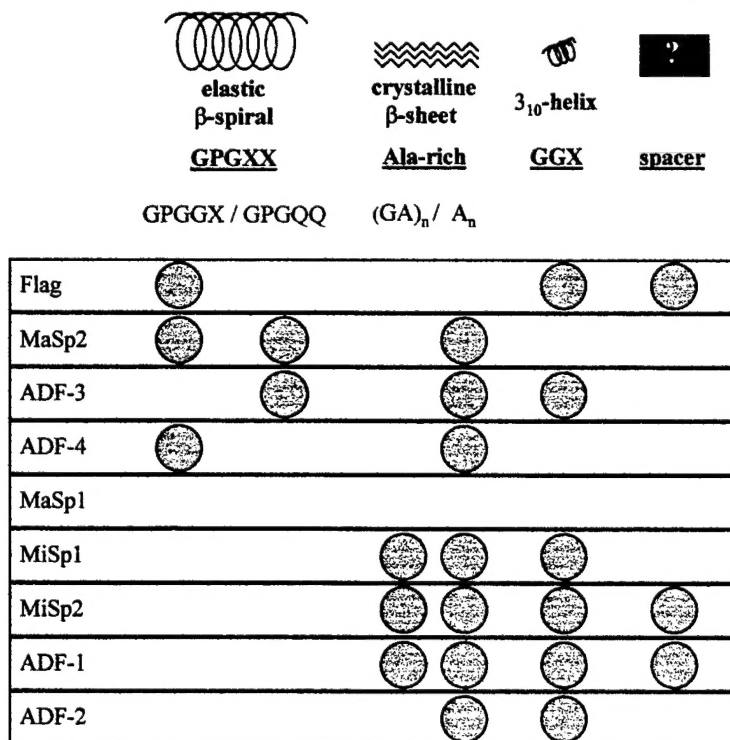 ?
elastic
β-spiral
crystalline
β-sheet
3₁₀-helix
GPGXX
Ala-rich
GGX
spacer
GPGGX / GPGQQ
(GA)ₙ / Aₙ
Flag
MaSp2
ADF-3
ADF-4
MaSp1
MiSp1
MiSp2
ADF-1
ADF-2